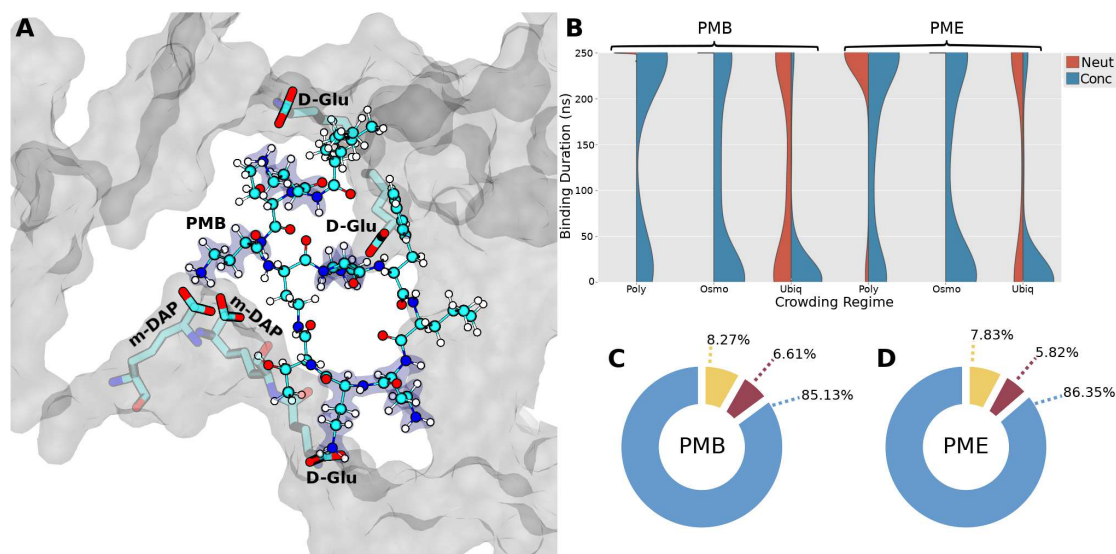 A
D-Glu
PMB
D-Glu
m-DAP
m-DAP
D-Glu
B
PMB
PME
Binding Duration (ns)
250
200
150
100
50
0
Poly
Osmo
Ubiq
Poly
Osmo
Ubiq
Crowding Regime
Neut
Conc
C
8.27%
6.61%
85.13%
PMB
D
7.83%
5.82%
86.35%
PME